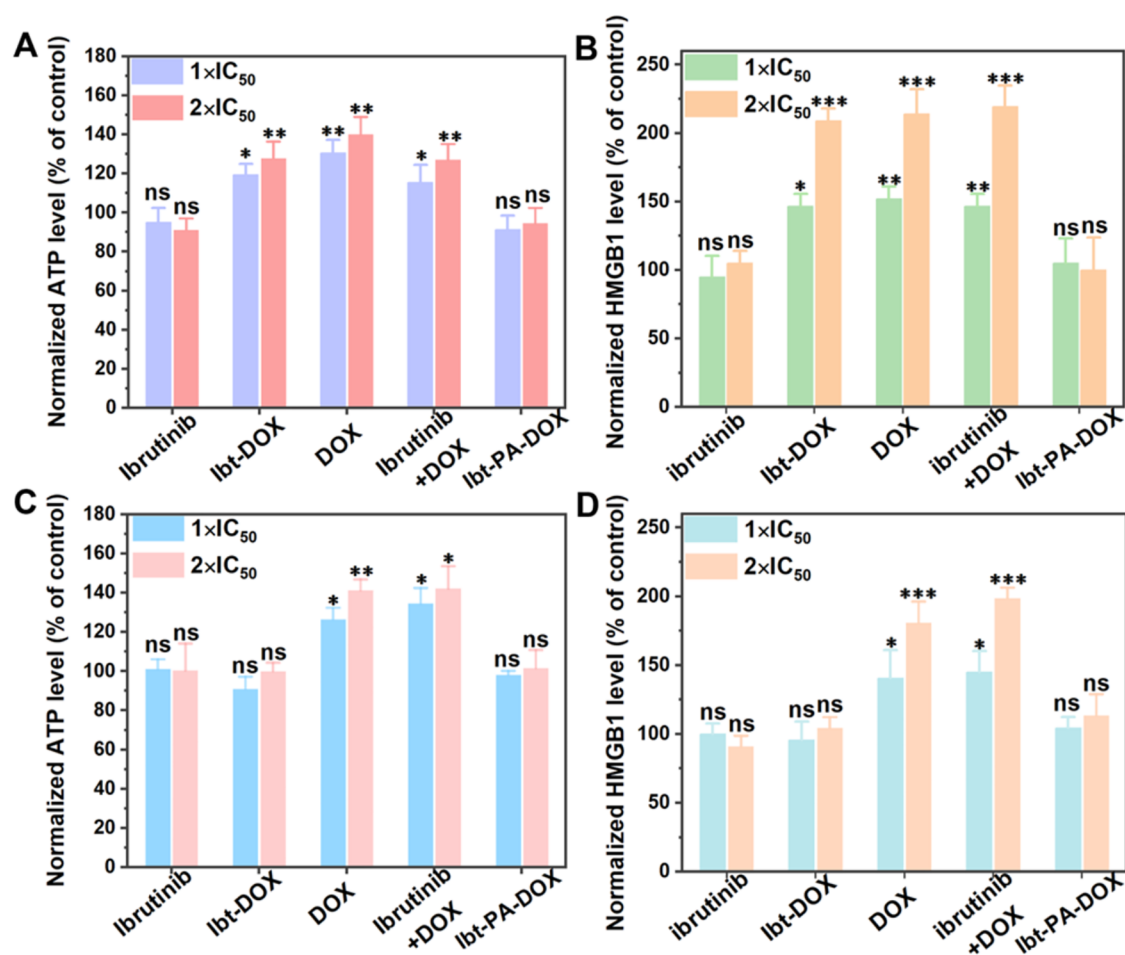 A
Normalized ATP level (% of control)
180
160
140
120
100
80
60
40
20
0
1×IC50
2×IC50
ns ns
* **
** **
* **
ns ns
Ibrutinib
Ibt-DOX
DOX
Ibrutinib
+DOX
Ibt-PA-DOX
B
Normalized HMGB1 level (% of control)
250
200
150
100
50
0
1×IC50
2×IC50
ns ns
* ***
** ***
** ***
ns ns
ibrutinib
Ibt-DOX
DOX
ibrutinib
+DOX
Ibt-PA-DOX
C
Normalized ATP level (% of control)
180
160
140
120
100
80
60
40
20
0
1×IC50
2×IC50
ns ns
ns ns
* **
* *
ns ns
Ibrutinib
Ibt-DOX
DOX
Ibrutinib
+DOX
Ibt-PA-DOX
D
Normalized HMGB1 level (% of control)
250
200
150
100
50
0
1×IC50
2×IC50
ns ns
ns ns
* ***
* ***
ns ns
ibrutinib
Ibt-DOX
DOX
ibrutinib
+DOX
Ibt-PA-DOX